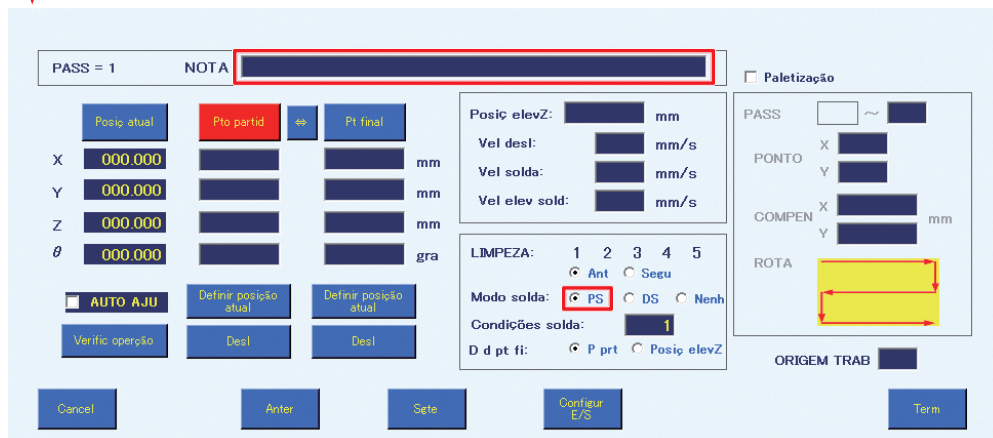 PASS = 1 NOTA
Paletização
Posiç atual Pto partid ⇔ Pt final
X 000.000 mm
Y 000.000 mm
Z 000.000 mm
θ 000.000 gra
AUTO AJU
Definir posição atual
Definir posição atual
Verific operção Desl Desl
Posiç elevZ: mm
Vel desl: mm/s
Vel solda: mm/s
Vel elev sold: mm/s
LIMPEZA: 1 2 3 4 5
Ant Segu
Modo solda: PS DS Nenh
Condições solda: 1
D d pt fi: P prt Posiç elevZ
PASS ~
PONTO X
Y
COMPEN X
Y mm
ROTA
ORIGEM TRAB
Cancel Anter Sgte Configur E/S Term